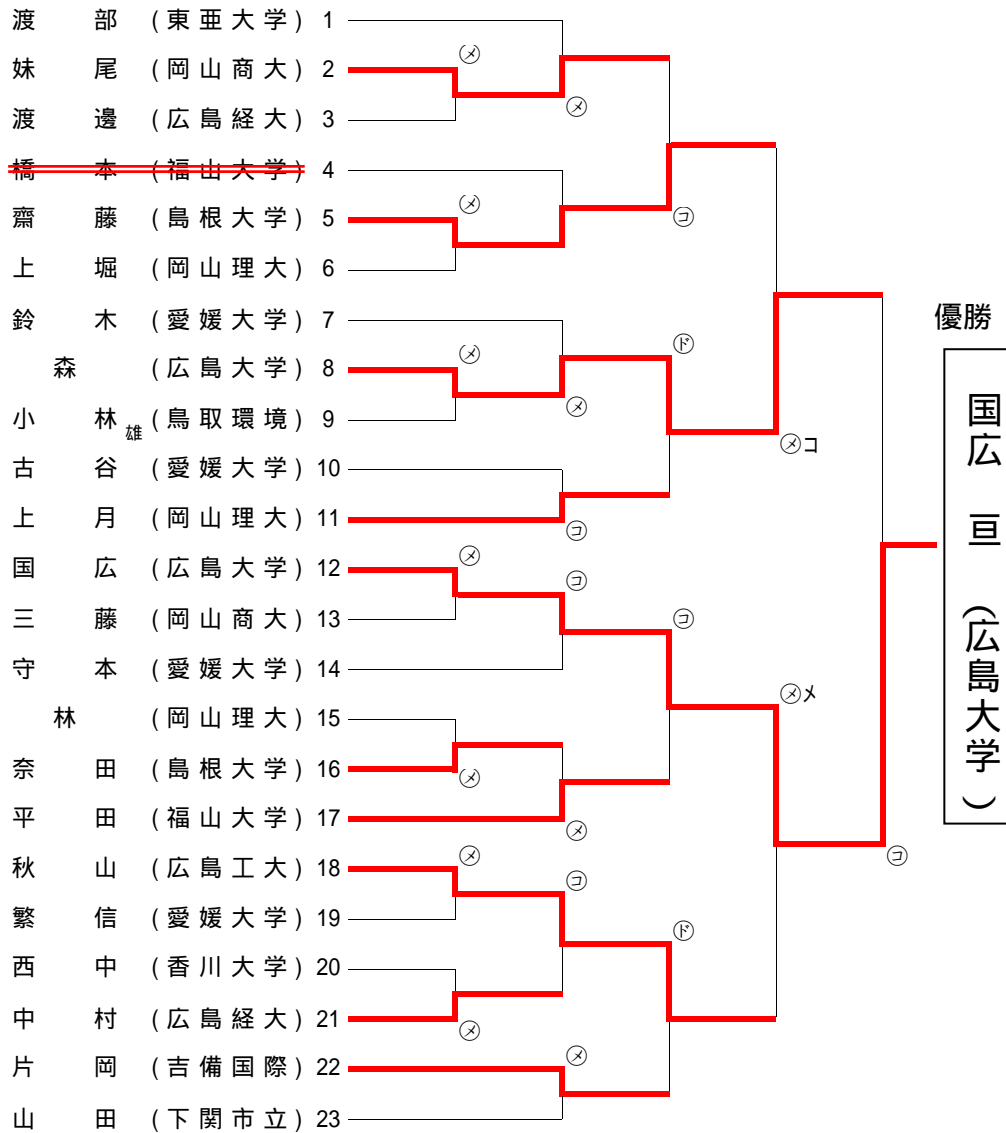 渡部 (東亜大学) 1
妹尾 (岡山商大) 2
渡邊 (広島経大) 3
橋本 (福山大学) 4
齋藤 (島根大学) 5
上堀 (岡山理大) 6
鈴木 (愛媛大学) 7
森 (広島大学) 8
小林雄 (鳥取環境) 9
古谷 (愛媛大学) 10
上月 (岡山理大) 11
国広 (広島大学) 12
三藤 (岡山商大) 13
守本 (愛媛大学) 14
林 (岡山理大) 15
奈田 (島根大学) 16
平田 (福山大学) 17
秋山 (広島工大) 18
繁信 (愛媛大学) 19
西中 (香川大学) 20
中村 (広島経大) 21
片岡 (吉備国際) 22
山田 (下関市立) 23
メ
メ
メ
メ
メ
メ
メ
メ
メ
コ
コ
メ
コ
メ
コ
ド
コ
ド
メコ
メメ
コ
優勝
国広 亘 (広島大学)